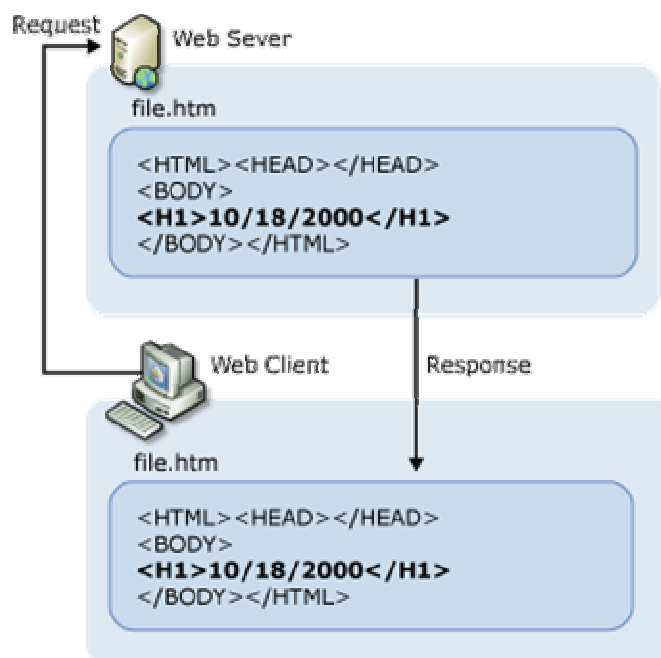 Request
Web Sever
file.htm
<HTML><HEAD></HEAD>
<BODY>
<H1>10/18/2000</H1>
</BODY></HTML>
Web Client
Response
file.htm
<HTML><HEAD></HEAD>
<BODY>
<H1>10/18/2000</H1>
</BODY></HTML>